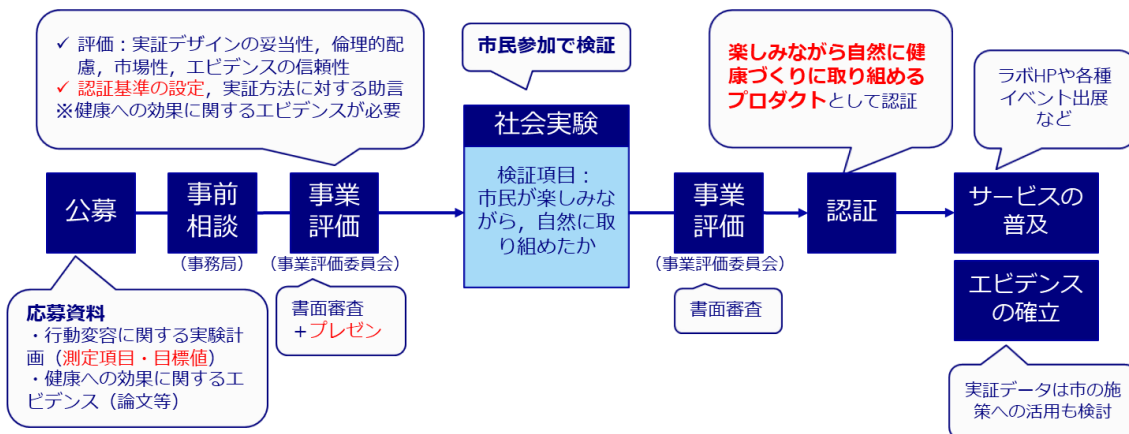 ✓ 評価：実証デザインの妥当性，倫理的配
慮，市場性，エビデンスの信頼性
✓ 認証基準の設定，実証方法に対する助言
※健康への効果に関するエビデンスが必要
市民参加で検証
楽しみながら自然に健
康づくりに取り組める
プロダクトとして認証
ラボHPや各種
イベント出展
など
公募
事前
相談
(事務局)
事業
評価
(事業評価委員会)
社会実験
検証項目：
市民が楽しみな
がら，自然に取
り組めたか
事業
評価
(事業評価委員会)
認証
サービスの
普及
エビデンス
の確立
応募資料
・行動変容に関する実験計
画（測定項目・目標値）
・健康への効果に関するエ
ビデンス（論文等）
書面審査
＋プレゼン
書面審査
実証データは市の施
策への活用も検討